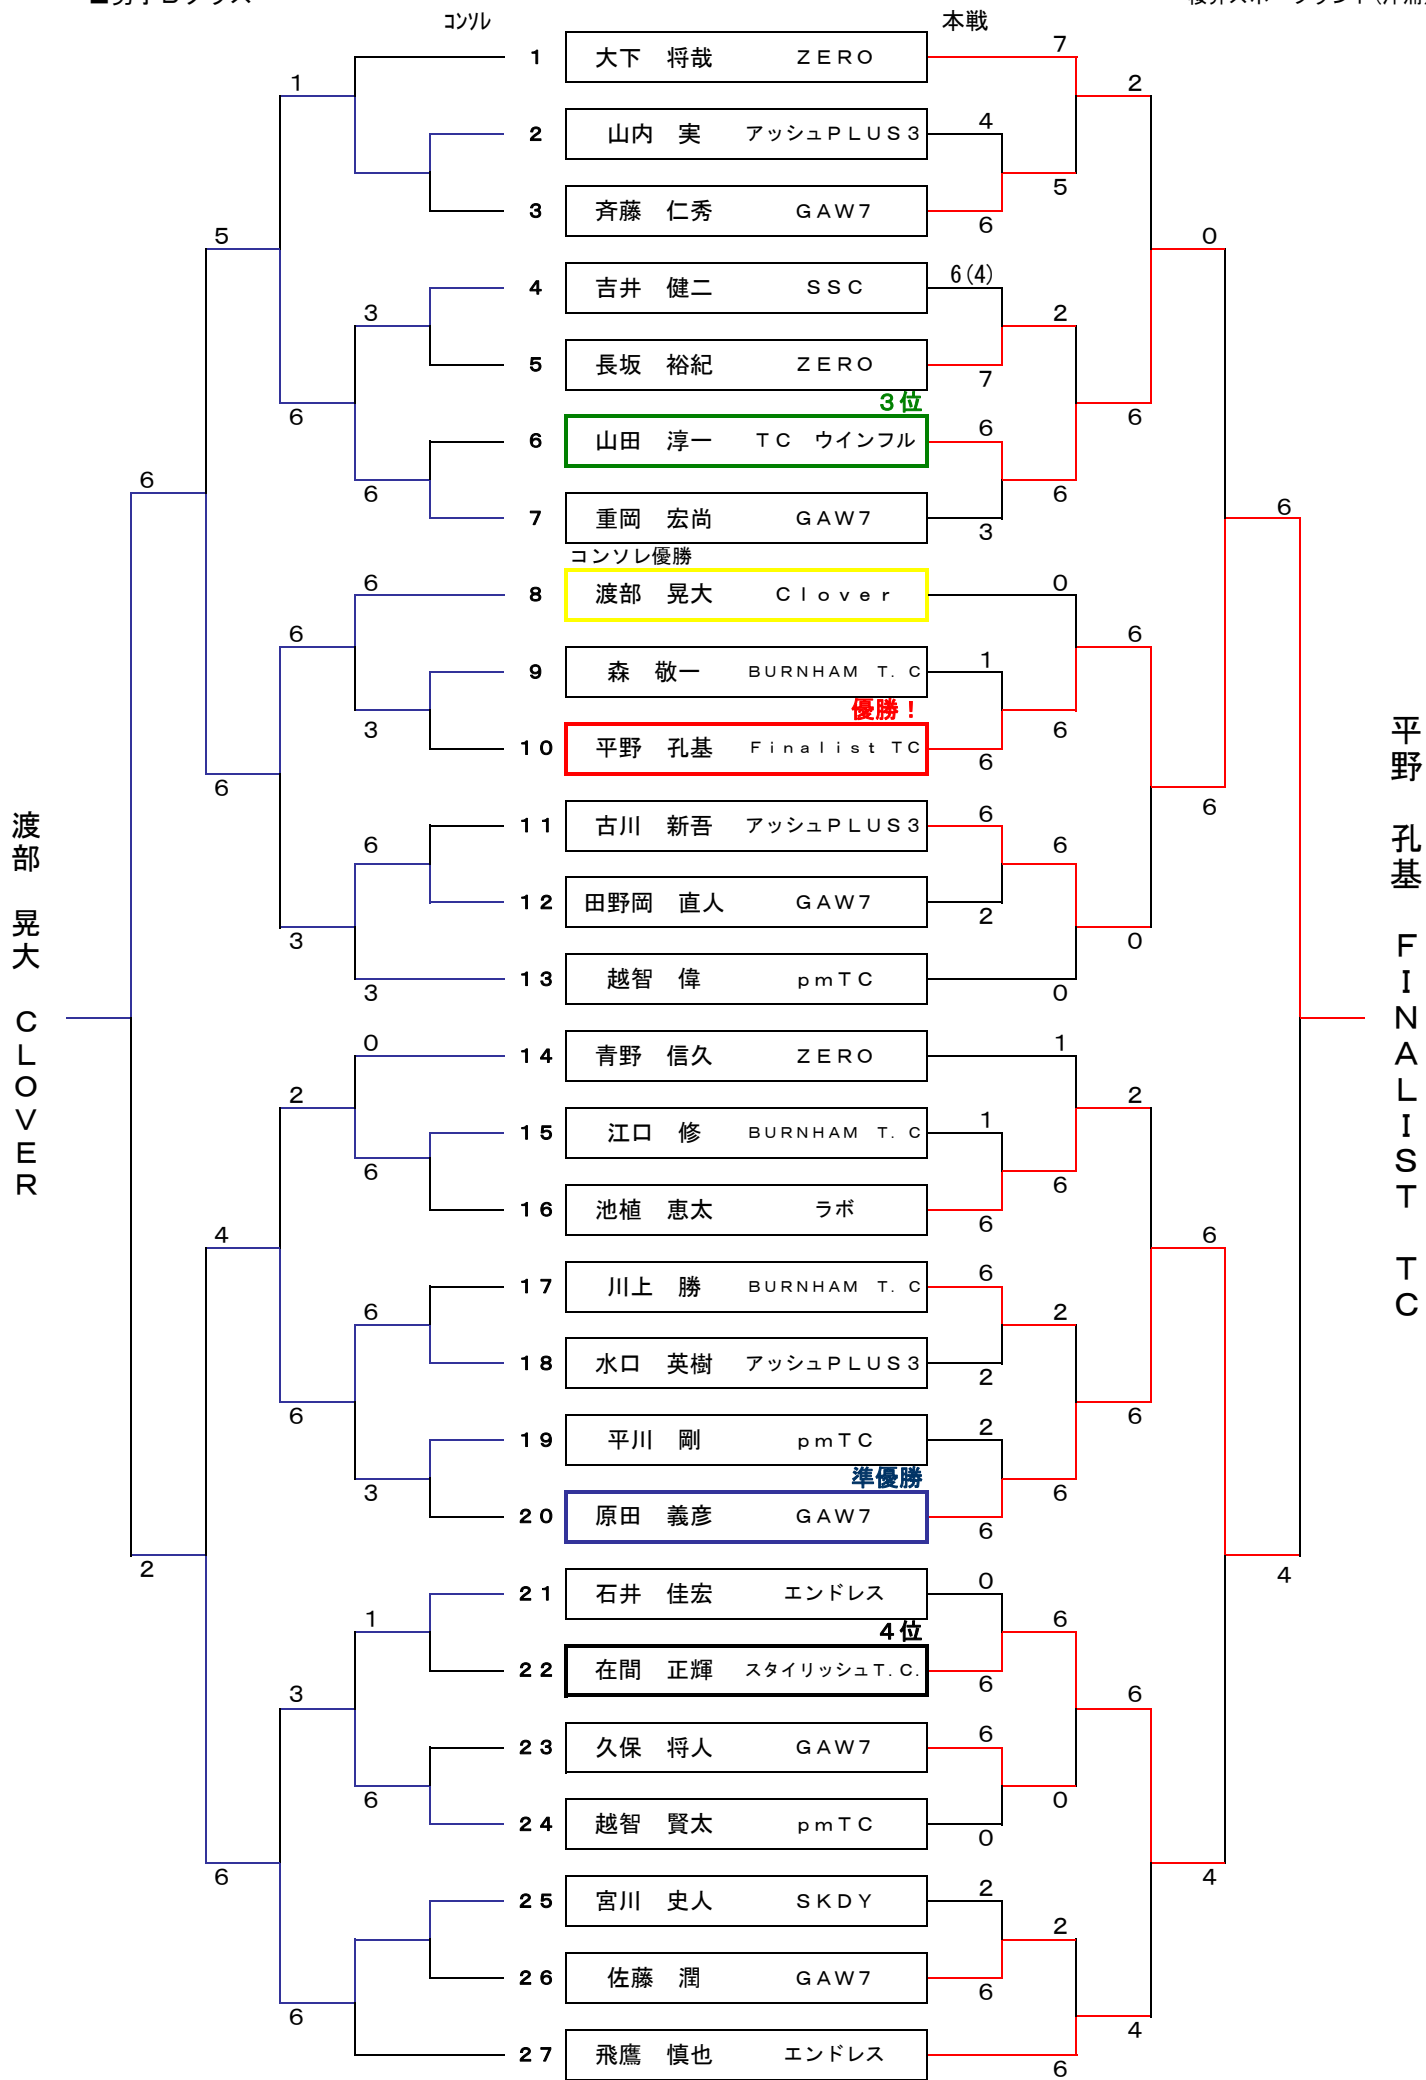 コンソル 本戦
1 大下 将哉 ZERO 7
1 2
2 山内 実 アッシュPLUS3 4
5
3 斉藤 仁秀 GAW7 6
5 0
4 吉井 健二 SSC 6(4)
3 2
5 長坂 裕紀 ZERO 7
3位
6 6
6 山田 淳一 TC ウインフル 6
6 6
7 重岡 宏尚 GAW7 3
6 6
コンソレ優勝
6 8 渡部 晃大 Clover 0
6 6
9 森 敬一 BURNHAM T.C 1
優勝!
3 6
10 平野 孔基 Finalist TC 6
6 6
11 古川 新吾 アッシュPLUS3 6
6 6
12 田野岡 直人 GAW7 2
3 0
3 13 越智 偉 pmTC 0
渡部 晃大 CLOVER
平野 孔基 FINALIST TC
0 14 青野 信久 ZERO 1
2 2
15 江口 修 BURNHAM T.C 1
6 6
16 池植 恵太 ラボ 6
4 6
17 川上 勝 BURNHAM T.C 6
6 2
18 水口 英樹 アッシュPLUS3 2
6 6
19 平川 剛 pmTC 2
準優勝
3 6
20 原田 義彦 GAW7 6
2 4
21 石井 佳宏 エンドレス 0
4位
1 6
22 在間 正輝 スタイリッシュT.C. 6
3 6
23 久保 将人 GAW7 6
6 0
24 越智 賢太 pmTC 0
6 4
25 宮川 史人 SKDY 2
2
26 佐藤 潤 GAW7 6
6 4
27 飛鷹 慎也 エンドレス 6